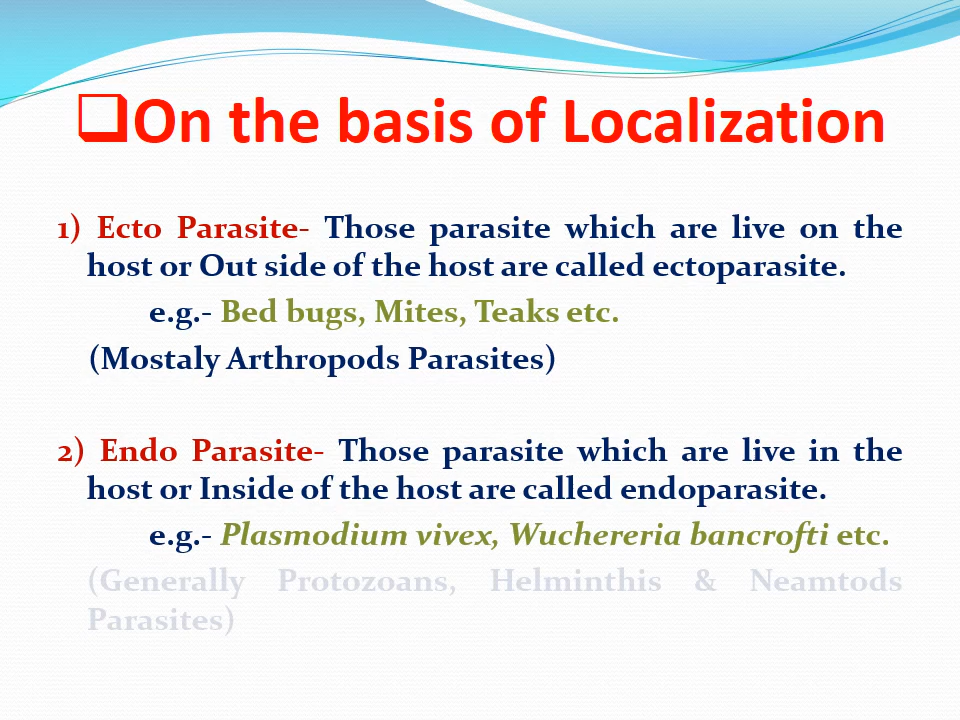 ❑On the basis of Localization
1) Ecto Parasite- Those parasite which are live on the
host or Out side of the host are called ectoparasite.
e.g.- Bed bugs, Mites, Teaks etc.
(Mostaly Arthropods Parasites)
2) Endo Parasite- Those parasite which are live in the
host or Inside of the host are called endoparasite.
e.g.- Plasmodium vivex, Wuchereria bancrofti etc.
(Generally Protozoans, Helminthis & Neamtods
Parasites)